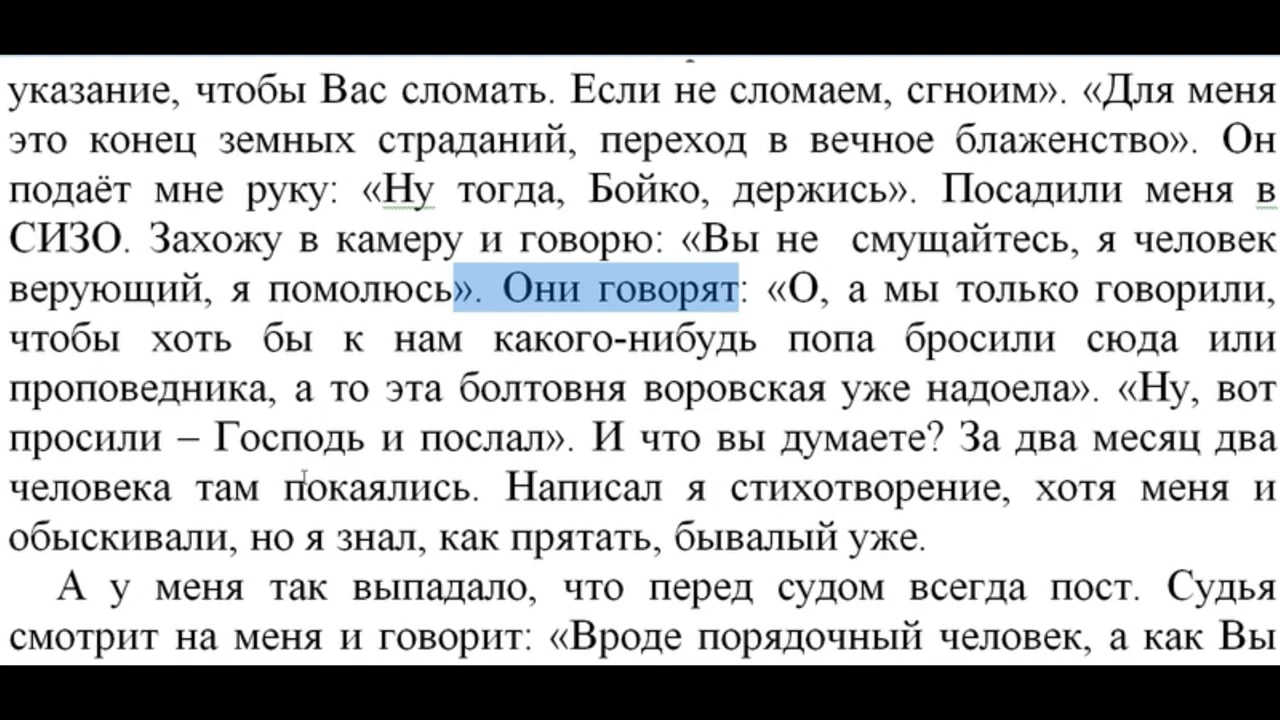 указание, чтобы Вас сломать. Если не сломаем, сгноим». «Для меня
это конец земных страданий, переход в вечное блаженство». Он
подаёт мне руку: «Ну тогда, Бойко, держись». Посадили меня в
СИЗО. Захожу в камеру и говорю: «Вы не смущайтесь, я человек
верующий, я помолюсь». Они говорят: «О, а мы только говорили,
чтобы хоть бы к нам какого-нибудь попа бросили сюда или
проповедника, а то эта болтовня воровская уже надоела». «Ну, вот
просили – Господь и послал». И что вы думаете? За два месяц два
человека там покаялись. Написал я стихотворение, хотя меня и
обыскивали, но я знал, как прятать, бывалый уже.
А у меня так выпадало, что перед судом всегда пост. Судья
смотрит на меня и говорит: «Вроде порядочный человек, а как Вы